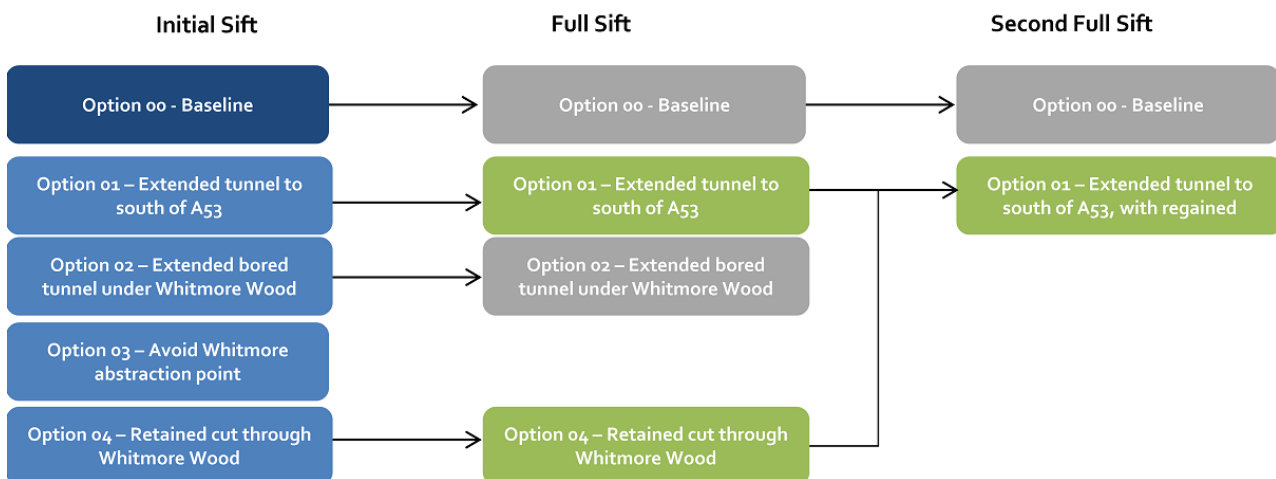 Initial Sift
Full Sift
Second Full Sift
Option 00 - Baseline
Option 00 - Baseline
Option 00 - Baseline
Option 01 – Extended tunnel to
south of A53
Option 01 – Extended tunnel to
south of A53
Option 01 – Extended tunnel to
south of A53, with regained
Option 02 – Extended bored
tunnel under Whitmore Wood
Option 02 – Extended bored
tunnel under Whitmore Wood
Option 03 – Avoid Whitmore
abstraction point
Option 04 – Retained cut through
Whitmore Wood
Option 04 – Retained cut through
Whitmore Wood